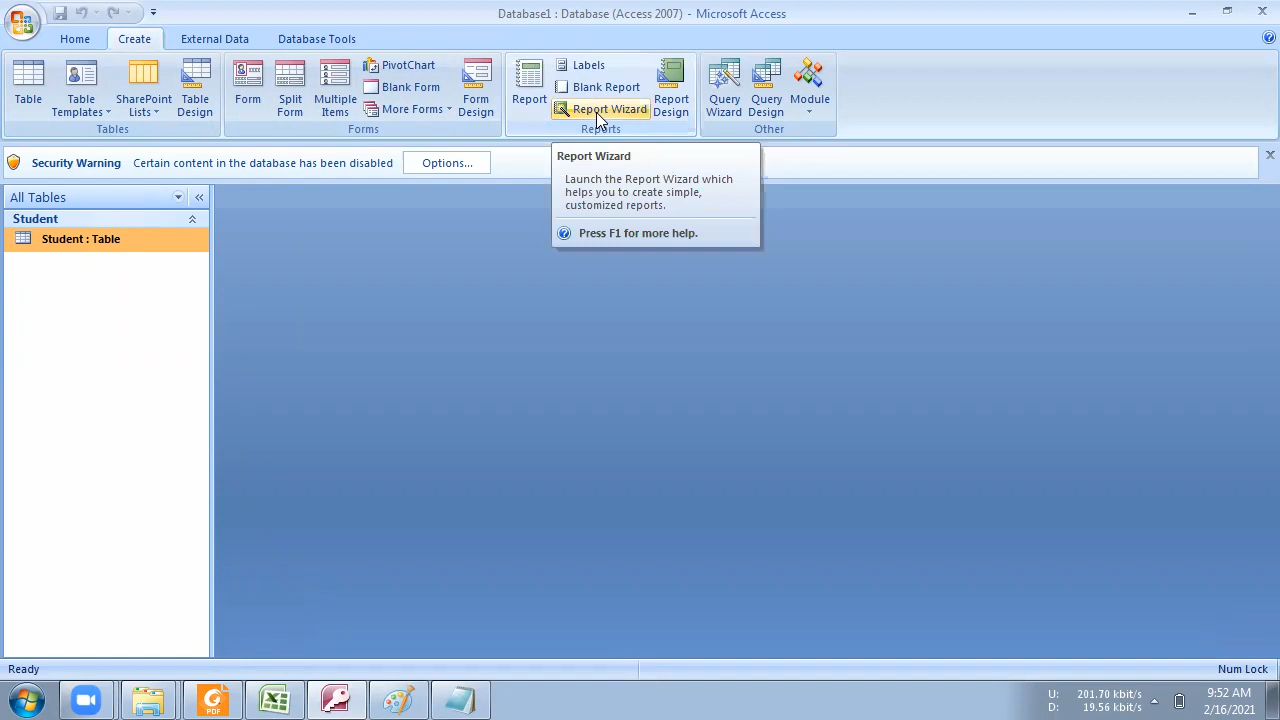 Database1 : Database (Access 2007) - Microsoft Access
Home Create External Data Database Tools
Table
Table Templates
SharePoint Lists
Table Design
Tables
Form
Split Form
Multiple Items
PivotChart
Blank Form
More Forms
Form Design
Forms
Report
Labels
Blank Report
Report Wizard
Report Design
Reports
Query Wizard
Query Design
Module
Other
Security Warning Certain content in the database has been disabled Options...
Report Wizard
Launch the Report Wizard which
helps you to create simple,
customized reports.
Press F1 for more help.
All Tables
Student
Student : Table
Ready Num Lock
PDF
U: 201.70 kbit/s
D: 19.56 kbit/s
9:52 AM
2/16/2021